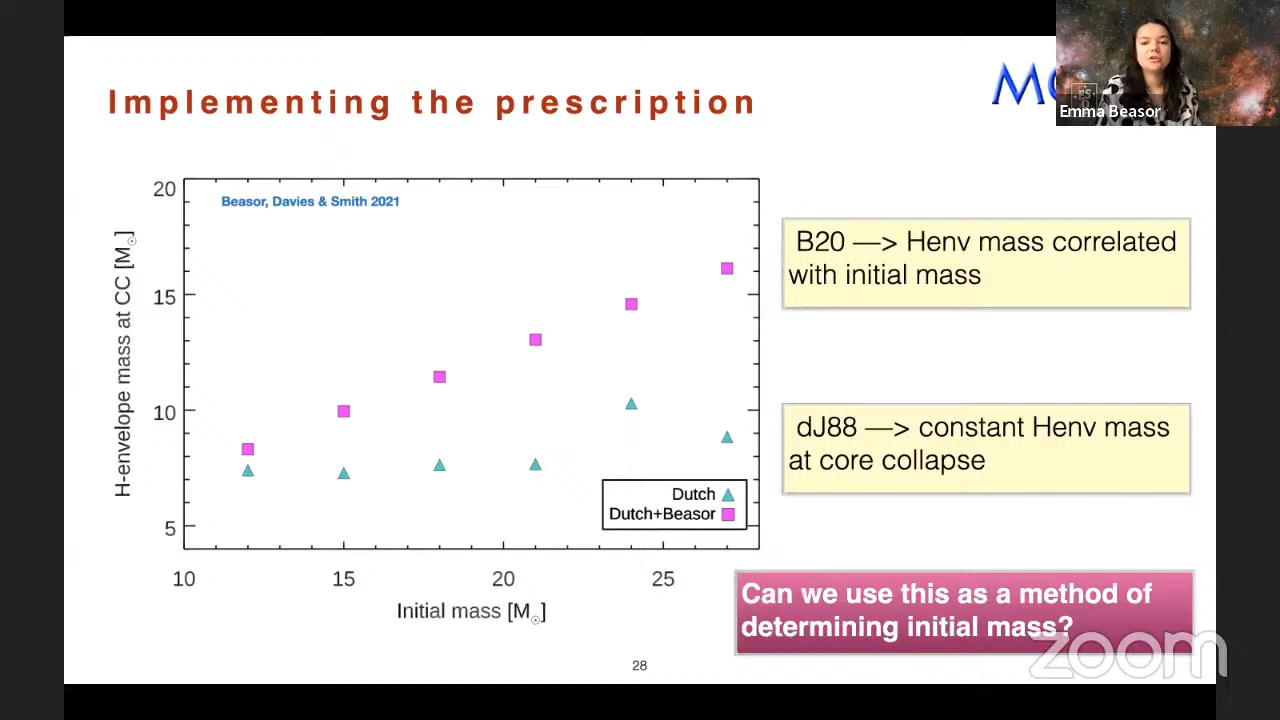 Implementing the prescription
Emma Beasor
Beasor, Davies & Smith 2021
H-envelope mass at CC [M☉]
20
15
10
5
Dutch
Dutch+Beasor
10
15
20
25
Initial mass [M☉]
B20 —> Henv mass correlated
with initial mass
dJ88 —> constant Henv mass
at core collapse
Can we use this as a method of
determining initial mass?
28
zoom